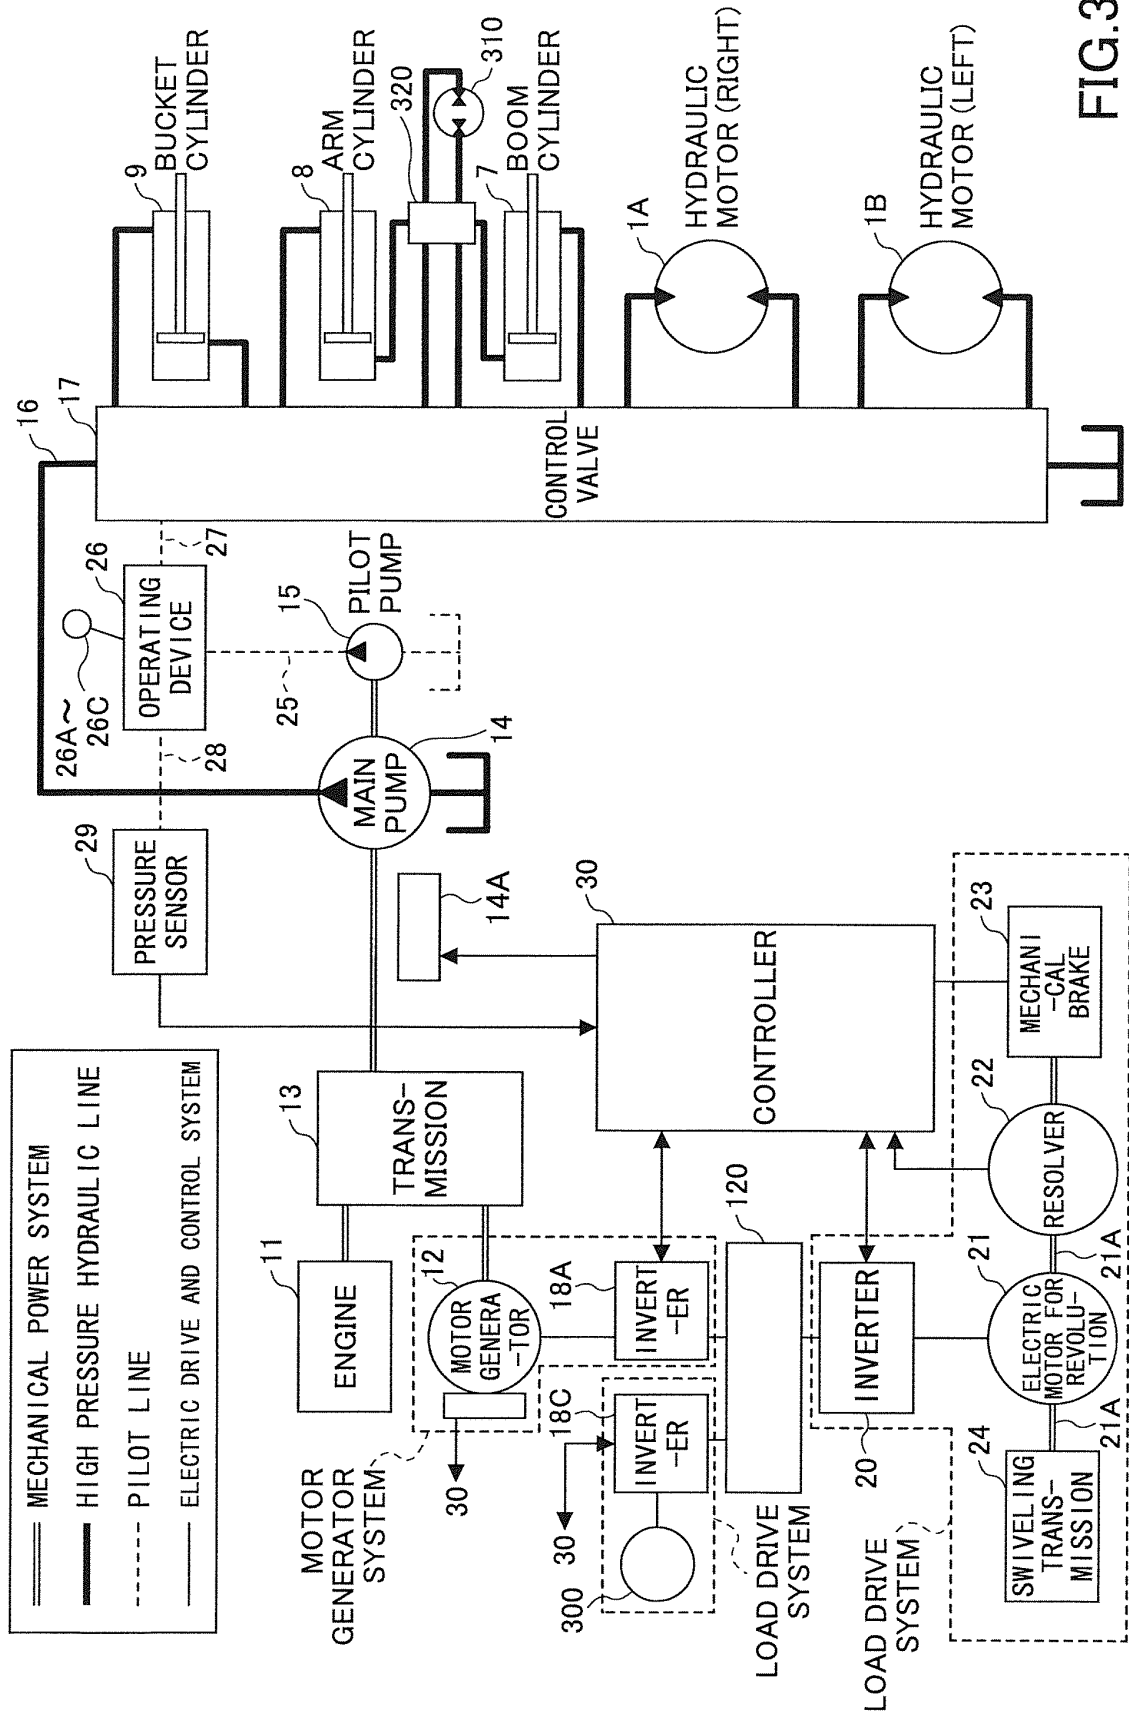 MECHANICAL POWER SYSTEM
HIGH PRESSURE HYDRAULIC LINE
PILOT LINE
ELECTRIC DRIVE AND CONTROL SYSTEM
29
PRESSURE
SENSOR
28
26A~
26C
26
OPERATING
DEVICE
27
16
17
CONTROL
VALVE
9
BUCKET
CYLINDER
8
ARM
CYLINDER
320
310
7
BOOM
CYLINDER
1A
HYDRAULIC
MOTOR (RIGHT)
1B
HYDRAULIC
MOTOR (LEFT)
25
15
PILOT
PUMP
MAIN
PUMP
14
14A
11
ENGINE
13
TRANS-
MISSION
MOTOR
GENERATOR
SYSTEM
30
12
MOTOR
GENERA
-TOR
18A
INVERT
-ER
30
18C
INVERT
-ER
300
LOAD DRIVE
SYSTEM
120
30
CONTROLLER
LOAD DRIVE
SYSTEM
20
INVERTER
24
SWIVELING
TRANS-
MISSION
21A
21
ELECTRIC
MOTOR FOR
REVOLU-
TION
21A
22
RESOLVER
23
MECHANI
-CAL
BRAKE
FIG.3